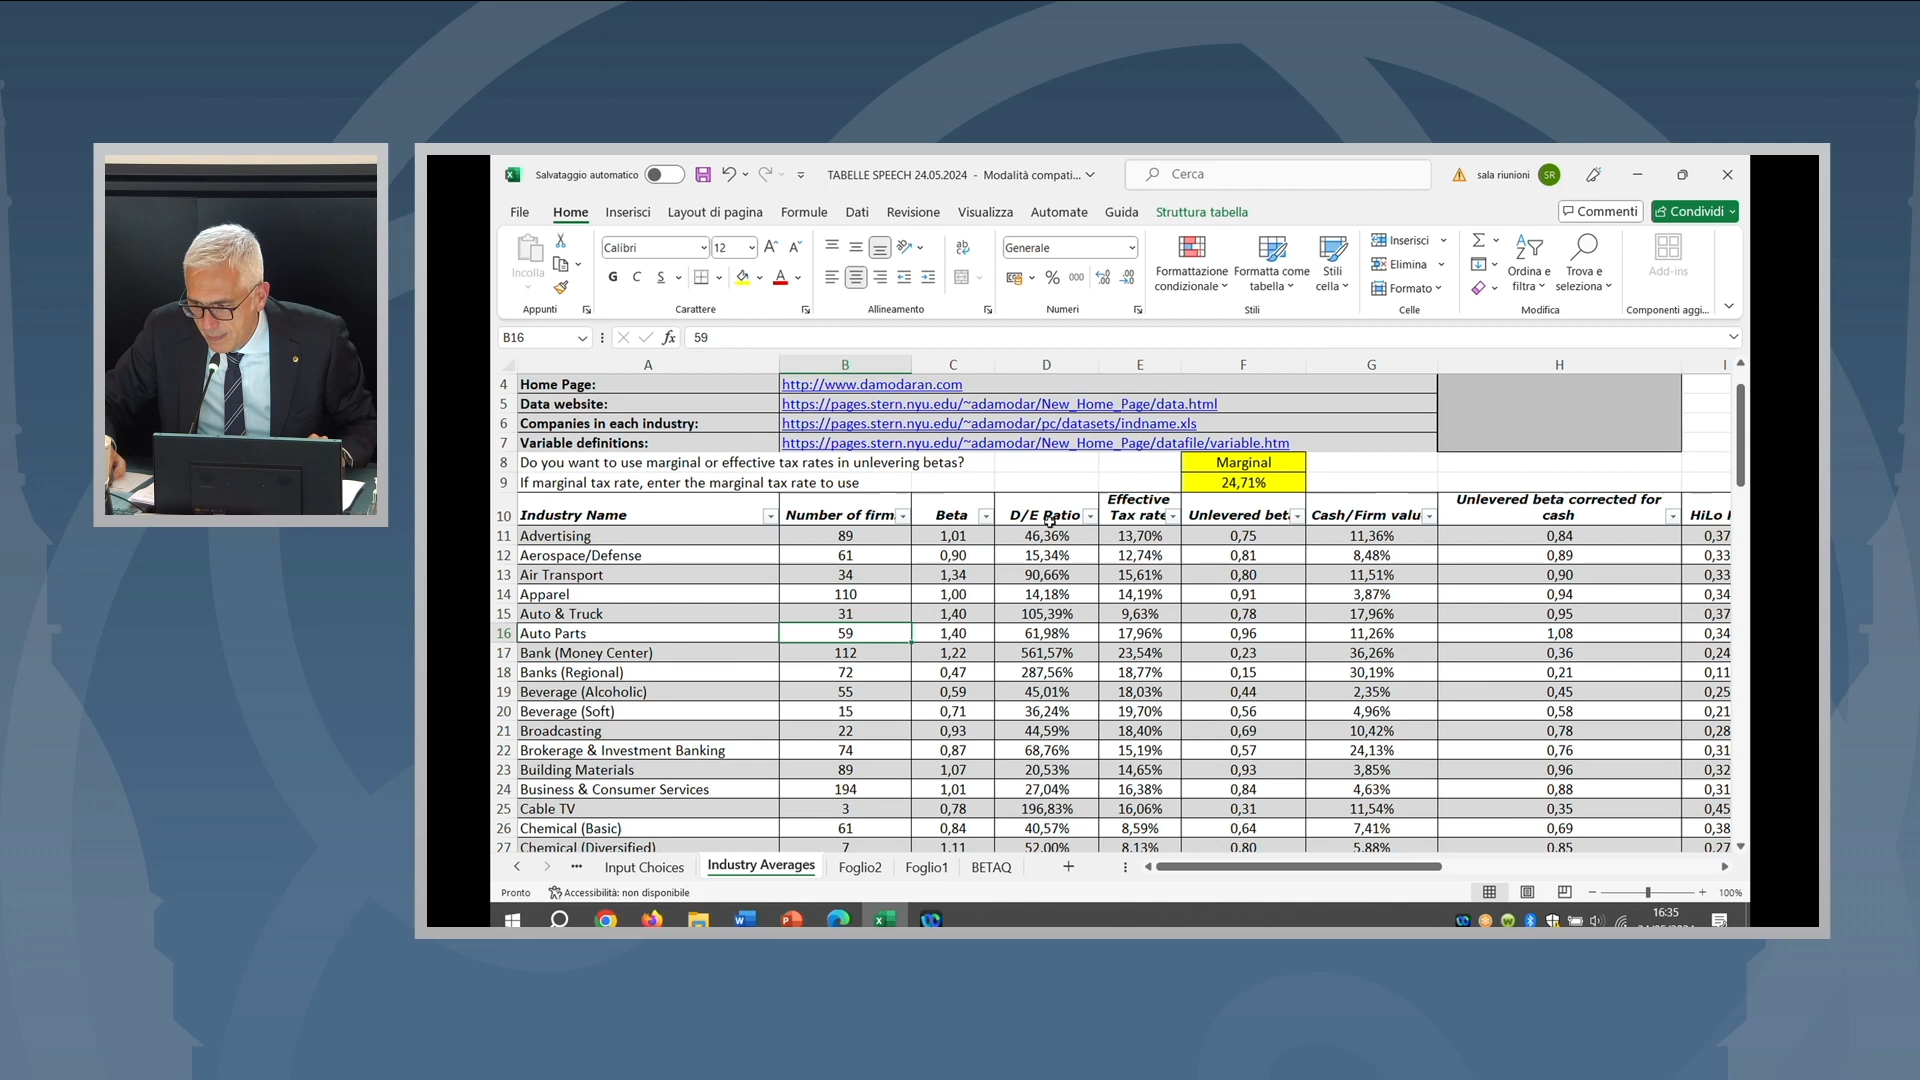 Salvataggio automatico TABELLE SPEECH 24.05.2024 - Modalità compati... Cerca sala riunioni SR
File Home Inserisci Layout di pagina Formule Dati Revisione Visualizza Automate Guida Struttura tabella Commenti Condividi
Incolla
Appunti
Calibri 12
G C S
Carattere
Allineamento
Generale
% 000
Numeri
Formattazione condizionale
Formatta come tabella
Stili cella
Stili
Inserisci
Elimina
Formato
Celle
Ordina e filtra
Trova e seleziona
Modifica
Add-ins
Componenti aggi...
B16 fx 59
A B C D E F G H I
4 Home Page: http://www.damodaran.com
5 Data website: https://pages.stern.nyu.edu/~adamodar/New_Home_Page/data.html
6 Companies in each industry: https://pages.stern.nyu.edu/~adamodar/pc/datasets/indname.xls
7 Variable definitions: https://pages.stern.nyu.edu/~adamodar/New_Home_Page/datafile/variable.htm
8 Do you want to use marginal or effective tax rates in unlevering betas? Marginal
9 If marginal tax rate, enter the marginal tax rate to use 24,71%
10 Industry Name Number of firm Beta D/E Ratio Effective Tax rate Unlevered bet Cash/Firm valu Unlevered beta corrected for cash HiLo
11 Advertising 89 1,01 46,36% 13,70% 0,75 11,36% 0,84 0,37
12 Aerospace/Defense 61 0,90 15,34% 12,74% 0,81 8,48% 0,89 0,33
13 Air Transport 34 1,34 90,66% 15,61% 0,80 11,51% 0,90 0,33
14 Apparel 110 1,00 14,18% 14,19% 0,91 3,87% 0,94 0,34
15 Auto & Truck 31 1,40 105,39% 9,63% 0,78 17,96% 0,95 0,37
16 Auto Parts 59 1,40 61,98% 17,96% 0,96 11,26% 1,08 0,34
17 Bank (Money Center) 112 1,22 561,57% 23,54% 0,23 36,26% 0,36 0,24
18 Banks (Regional) 72 0,47 287,56% 18,77% 0,15 30,19% 0,21 0,11
19 Beverage (Alcoholic) 55 0,59 45,01% 18,03% 0,44 2,35% 0,45 0,25
20 Beverage (Soft) 15 0,71 36,24% 19,70% 0,56 4,96% 0,58 0,21
21 Broadcasting 22 0,93 44,59% 18,40% 0,69 10,42% 0,78 0,28
22 Brokerage & Investment Banking 74 0,87 68,76% 15,19% 0,57 24,13% 0,76 0,31
23 Building Materials 89 1,07 20,53% 14,65% 0,93 3,85% 0,96 0,32
24 Business & Consumer Services 194 1,01 27,04% 16,38% 0,84 4,63% 0,88 0,31
25 Cable TV 3 0,78 196,83% 16,06% 0,31 11,54% 0,35 0,45
26 Chemical (Basic) 61 0,84 40,57% 8,59% 0,64 7,41% 0,69 0,38
27 Chemical (Diversified) 7 1,11 52,00% 8,13% 0,80 5,88% 0,85 0,27
Input Choices Industry Averages Foglio2 Foglio1 BETAQ
Pronto Accessibilità: non disponibile 100%
16:35